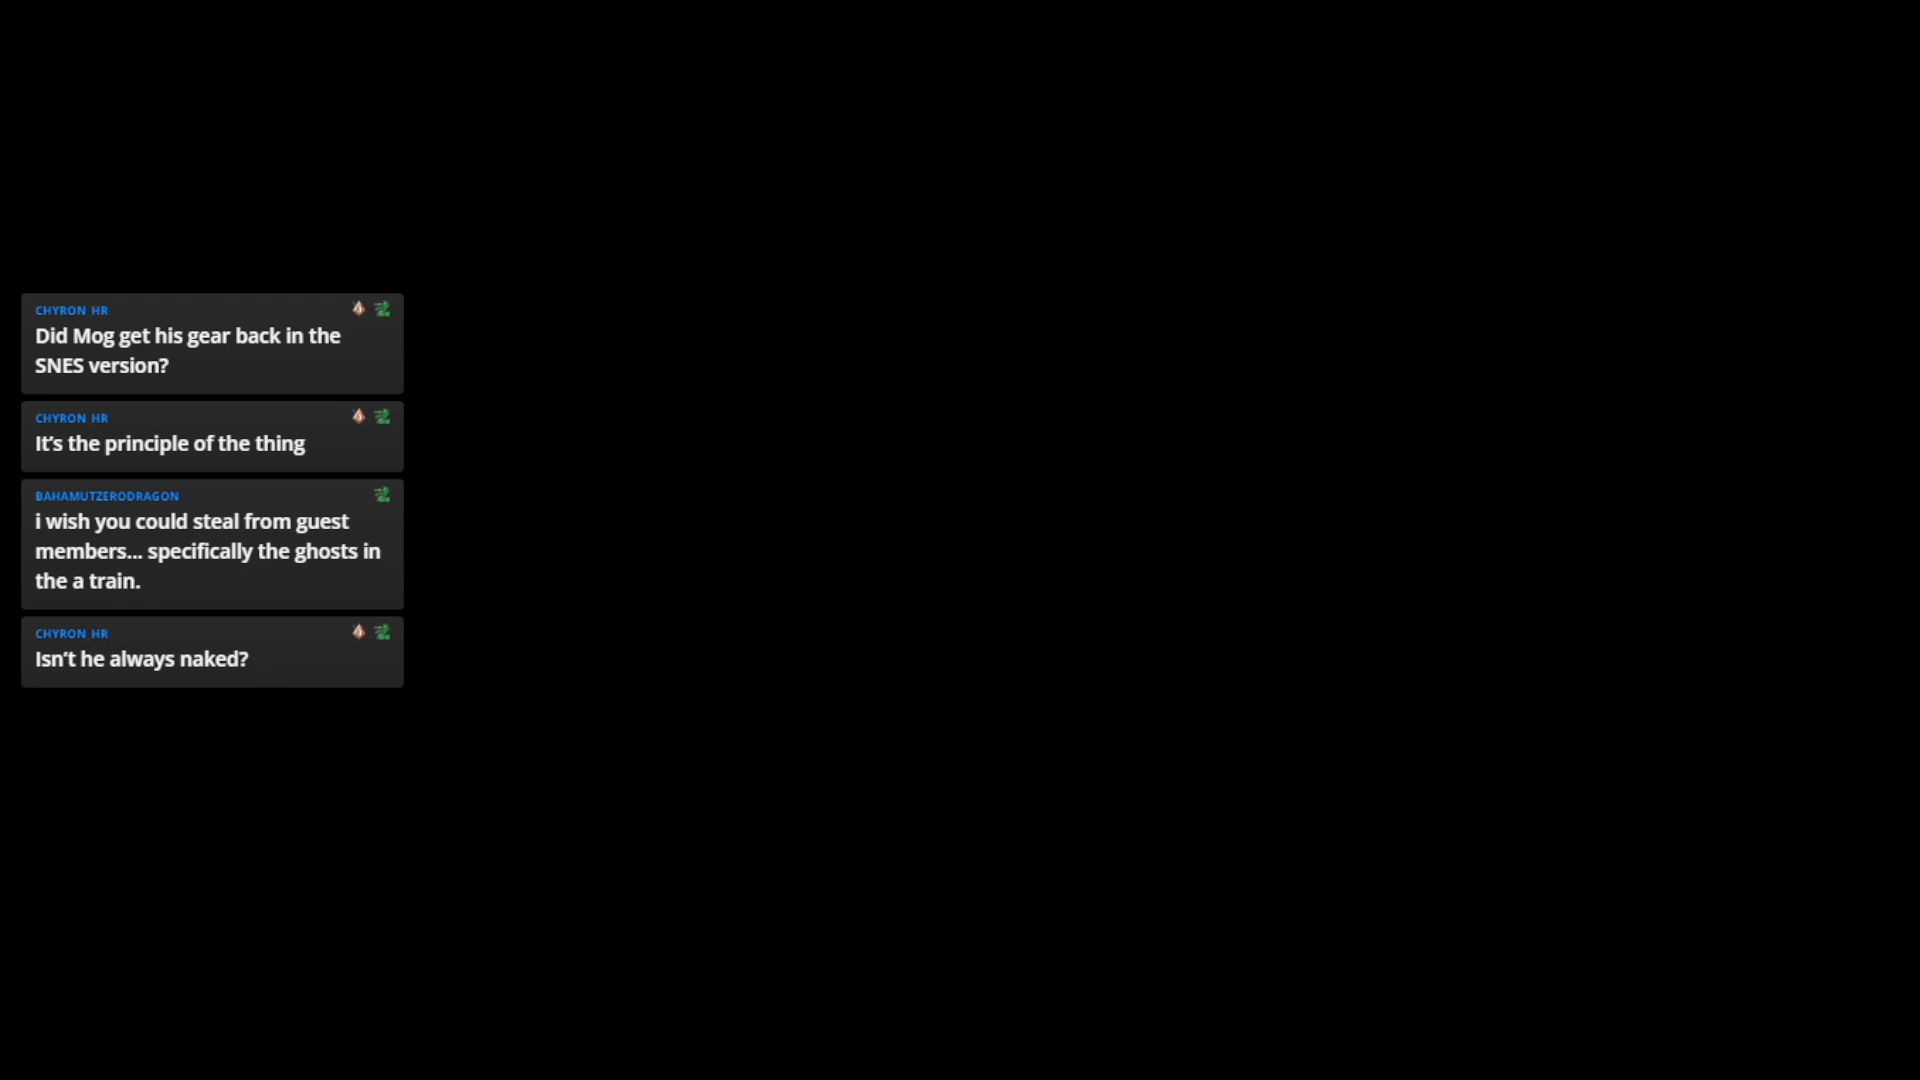 CHYRON HR
Did Mog get his gear back in the
SNES version?
CHYRON HR
It's the principle of the thing
BAHAMUTZERODRAGON
i wish you could steal from guest
members... specifically the ghosts in
the a train.
CHYRON HR
Isn't he always naked?